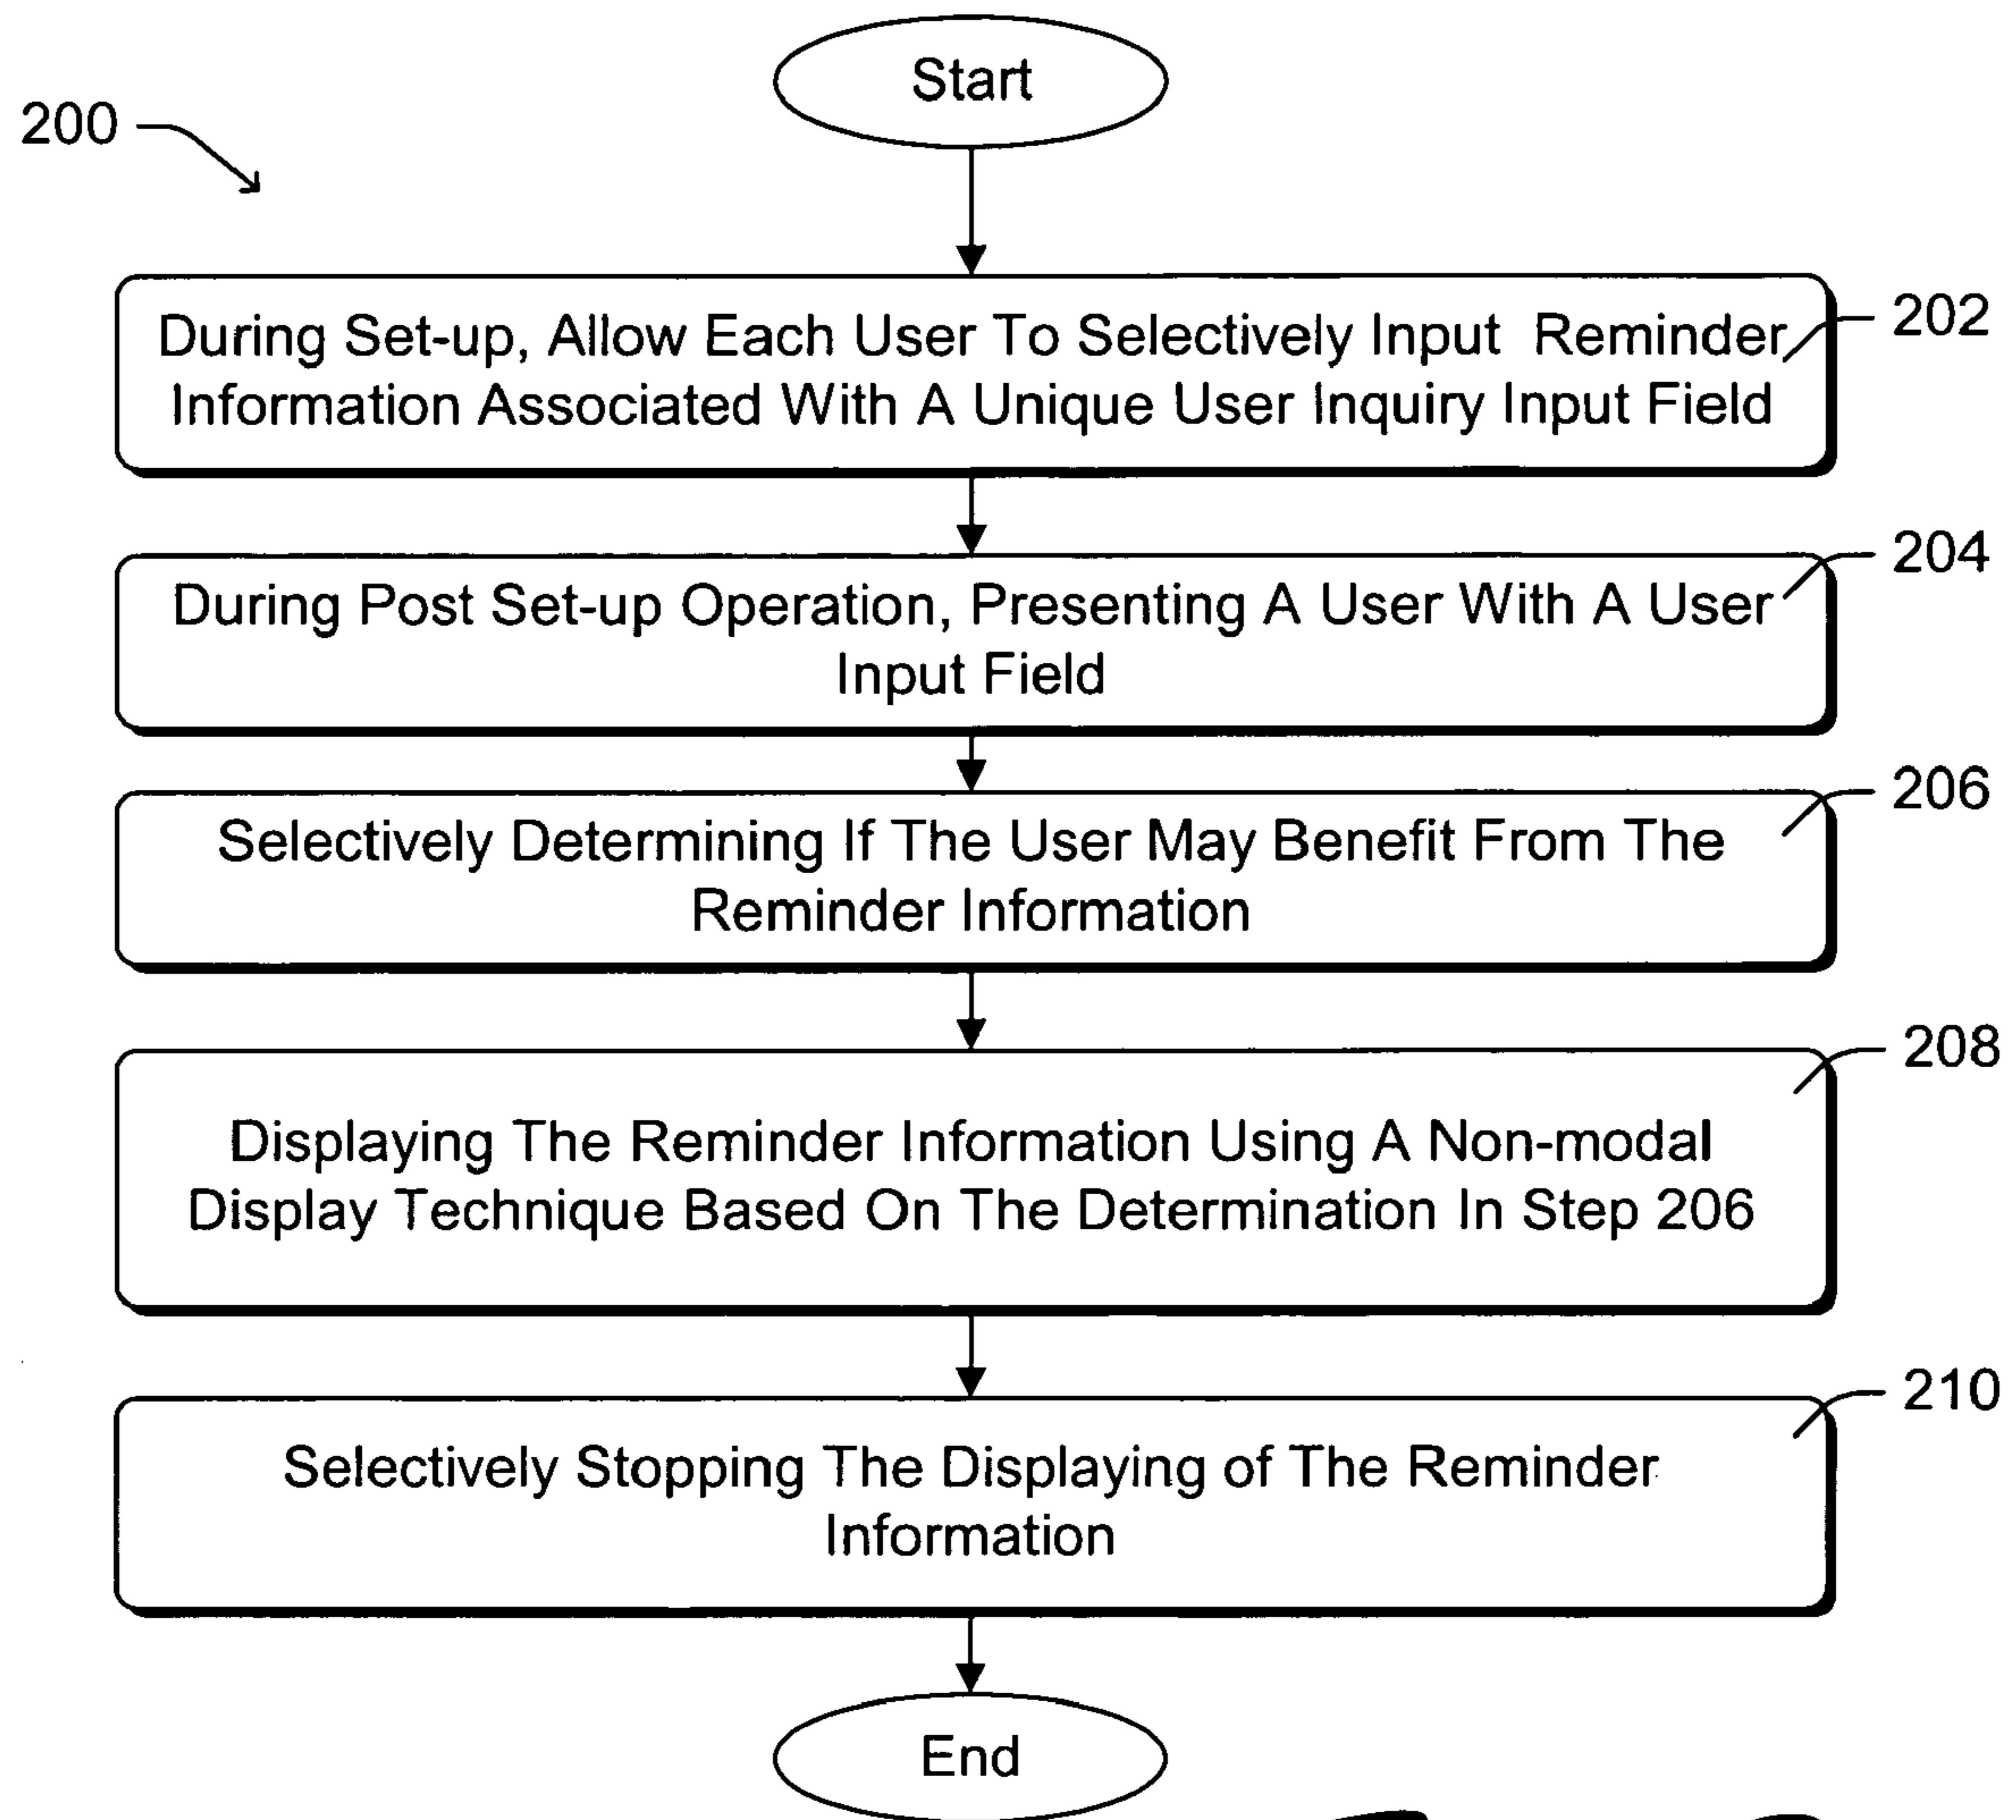 Start
200
During Set-up, Allow Each User To Selectively Input Reminder
Information Associated With A Unique User Inquiry Input Field
202
During Post Set-up Operation, Presenting A User With A User
Input Field
204
Selectively Determining If The User May Benefit From The
Reminder Information
206
Displaying The Reminder Information Using A Non-modal
Display Technique Based On The Determination In Step 206
208
Selectively Stopping The Displaying of The Reminder
Information
210
End